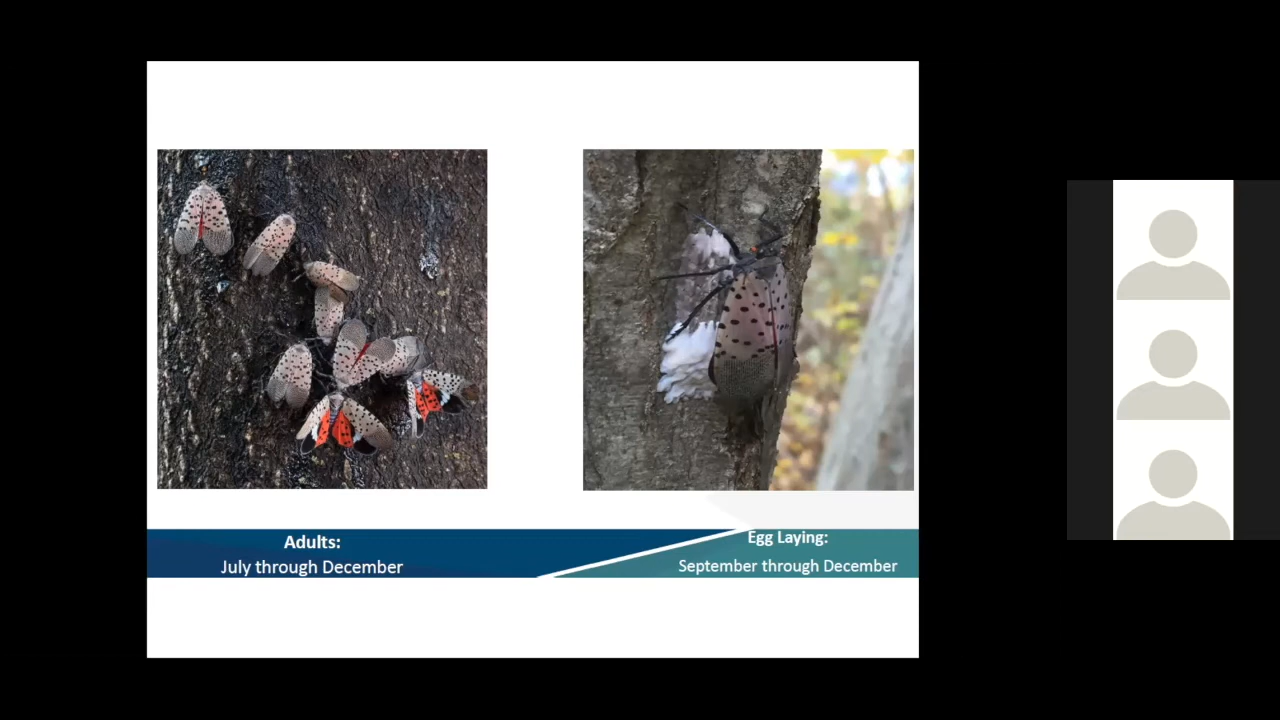 Adults:
July through December
Egg Laying:
September through December